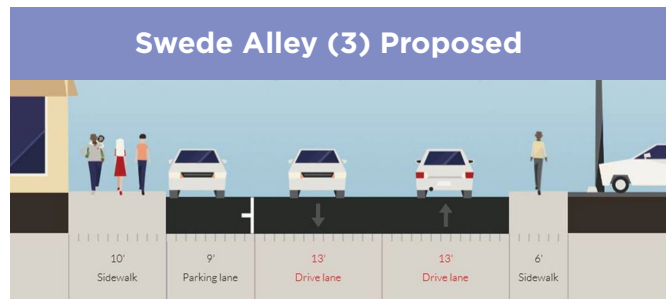 Swede Alley (3) Proposed
10' 9' 13' 13' 6'
Sidewalk Parking lane Drive lane Drive lane Sidewalk